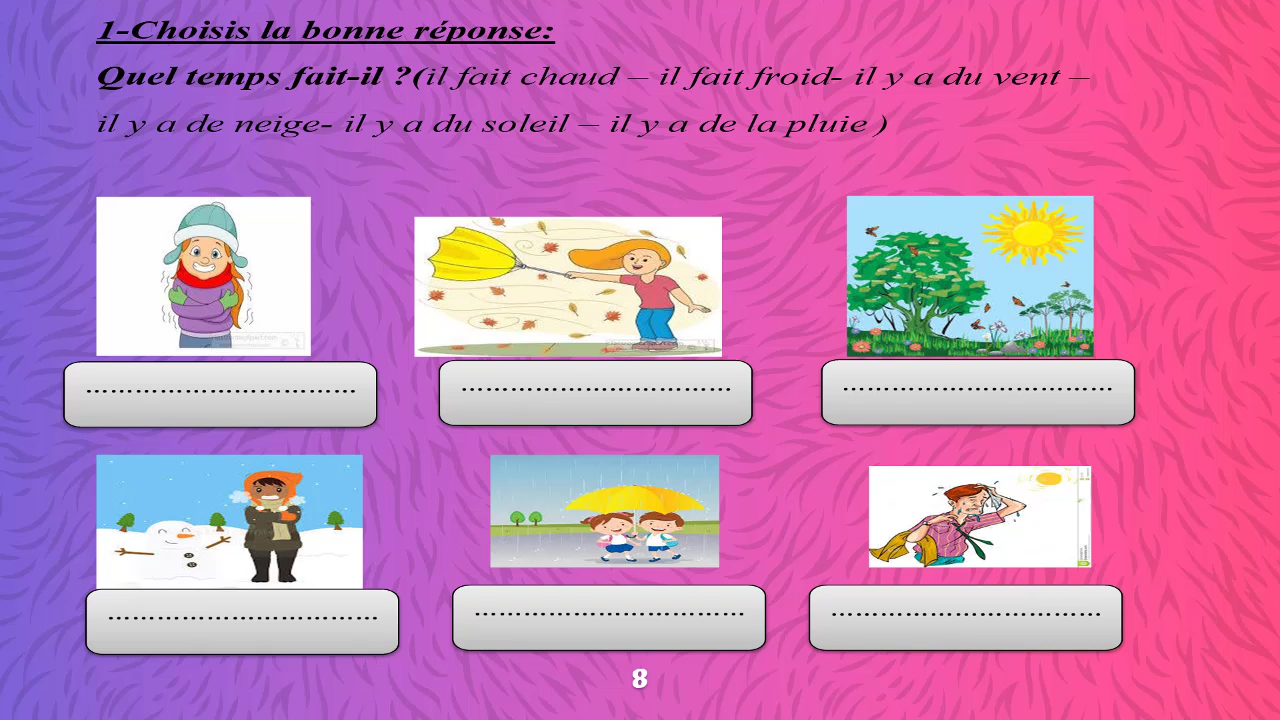 1-Choisis la bonne réponse:
Quel temps fait-il ?(il fait chaud – il fait froid- il y a du vent –
il y a de neige- il y a du soleil – il y a de la pluie )
................................. ................................. .................................
................................. ................................. .................................
8